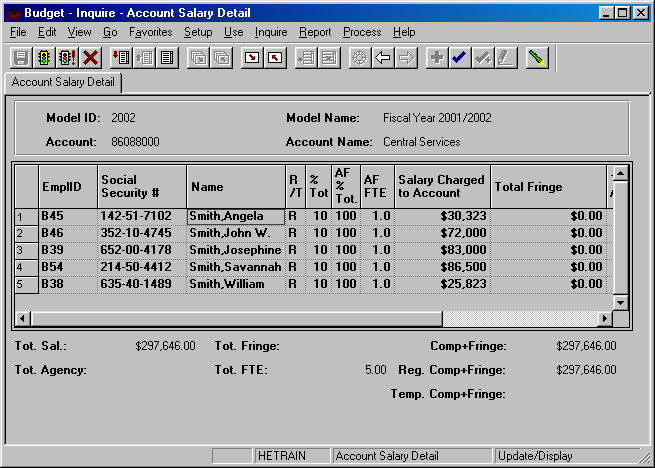 Budget - Inquire - Account Salary Detail
File Edit View Go Favorites Setup Use Inquire Report Process Help
Account Salary Detail
Model ID: 2002 Model Name: Fiscal Year 2001/2002
Account: 86088000 Account Name: Central Services
EmplID Social Security # Name R /T % Tot AF % Tot. AF FTE Salary Charged to Account Total Fringe
1 B45 142-51-7102 Smith,Angela R 10 100 1.0 $30,323 $0.00
2 B46 352-10-4745 Smith,John W. R 10 100 1.0 $72,000 $0.00
3 B39 652-00-4178 Smith,Josephine R 10 100 1.0 $83,000 $0.00
4 B54 214-50-4412 Smith,Savannah R 10 100 1.0 $86,500 $0.00
5 B38 635-40-1489 Smith,William R 10 100 1.0 $25,823 $0.00
Tot. Sal.: $297,646.00 Tot. Fringe: Comp+Fringe: $297,646.00
Tot. Agency: Tot. FTE: 5.00 Reg. Comp+Fringe: $297,646.00
Temp. Comp+Fringe:
HETRAIN Account Salary Detail Update/Display